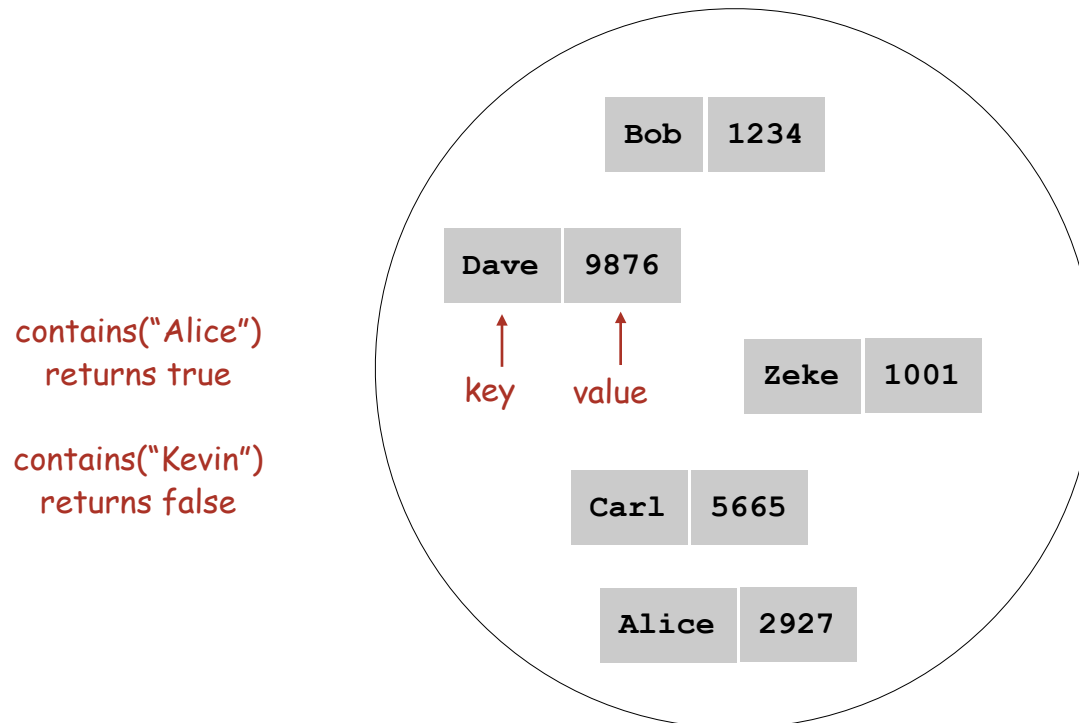 Bob 1234
Dave 9876
contains(“Alice”)
returns true
key value
Zeke 1001
contains(“Kevin”)
returns false
Carl 5665
Alice 2927